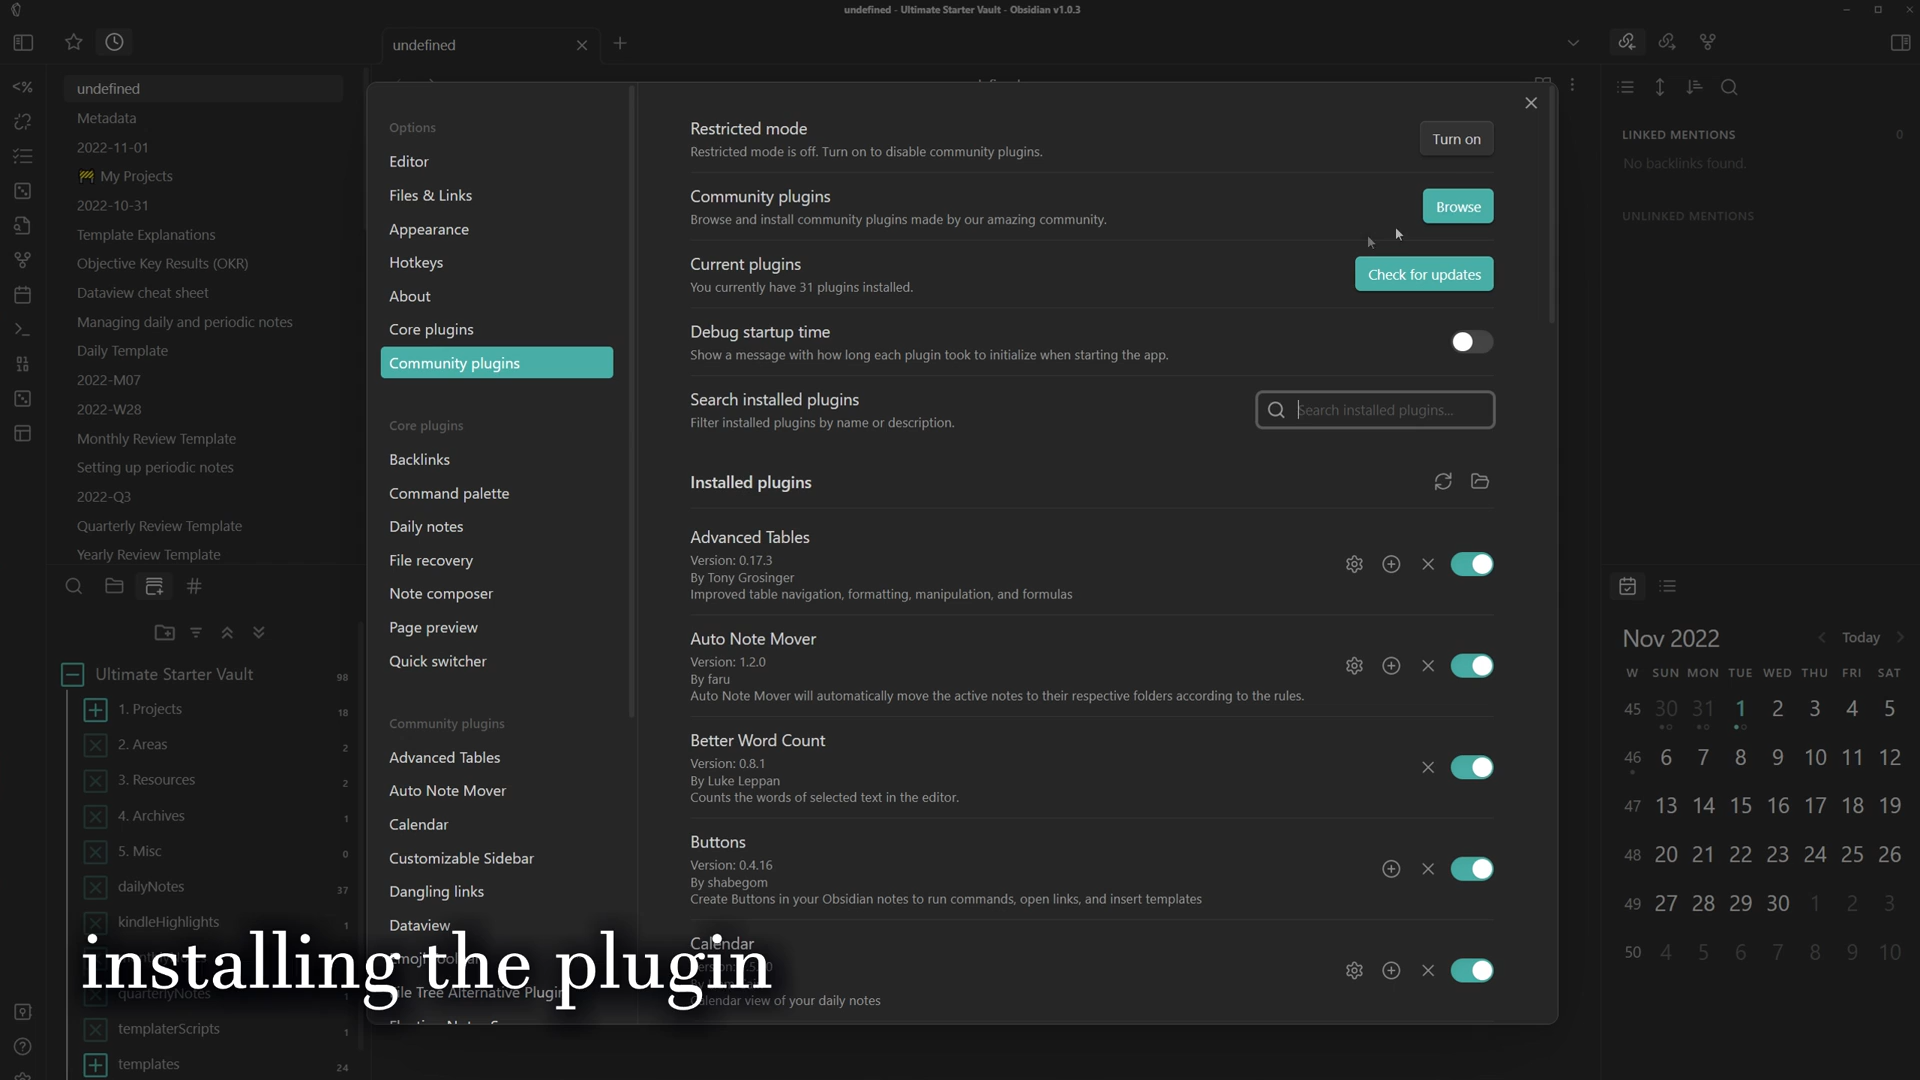 undefined - Ultimate Starter Vault - Obsidian v1.0.3
undefined
undefined
Metadata
2022-11-01
🚧 My Projects
2022-10-31
Template Explanations
Objective Key Results (OKR)
Dataview cheat sheet
Managing daily and periodic notes
Daily Template
2022-M07
2022-W28
Monthly Review Template
Setting up periodic notes
2022-Q3
Quarterly Review Template
Yearly Review Template
Ultimate Starter Vault 98
1. Projects 18
2. Areas 2
3. Resources 2
4. Archives 1
5. Misc 0
dailyNotes 37
kindleHighlights 1
quarterlyNotes 1
templaterScripts 1
templates 24
Options
Editor
Files & Links
Appearance
Hotkeys
About
Core plugins
Community plugins
Core plugins
Backlinks
Command palette
Daily notes
File recovery
Note composer
Page preview
Quick switcher
Community plugins
Advanced Tables
Auto Note Mover
Calendar
Customizable Sidebar
Dangling links
Dataview
File Tree Alternative Plugin
Restricted mode
Restricted mode is off. Turn on to disable community plugins.
Turn on
Community plugins
Browse and install community plugins made by our amazing community.
Browse
Current plugins
You currently have 31 plugins installed.
Check for updates
Debug startup time
Show a message with how long each plugin took to initialize when starting the app.
Search installed plugins
Filter installed plugins by name or description.
Search installed plugins...
Installed plugins
Advanced Tables
Version: 0.17.3
By Tony Grosinger
Improved table navigation, formatting, manipulation, and formulas
Auto Note Mover
Version: 1.2.0
By faru
Auto Note Mover will automatically move the active notes to their respective folders according to the rules.
Better Word Count
Version: 0.8.1
By Luke Leppan
Counts the words of selected text in the editor.
Buttons
Version: 0.4.16
By shabegom
Create Buttons in your Obsidian notes to run commands, open links, and insert templates
Calendar
Calendar view of your daily notes
installing the plugin
LINKED MENTIONS 0
No backlinks found.
UNLINKED MENTIONS
Nov 2022 Today
W SUN MON TUE WED THU FRI SAT
45 30 31 1 2 3 4 5
46 6 7 8 9 10 11 12
47 13 14 15 16 17 18 19
48 20 21 22 23 24 25 26
49 27 28 29 30 1 2 3
50 4 5 6 7 8 9 10